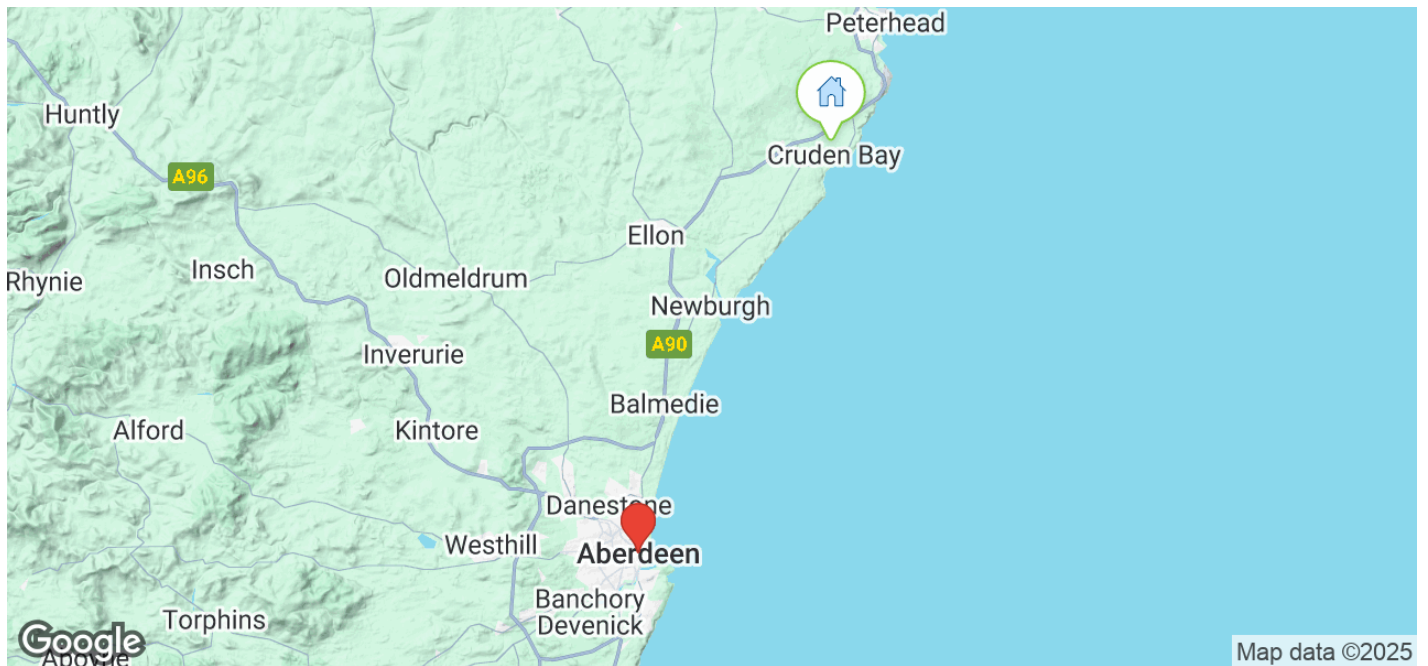 Peterhead
Huntly
Cruden Bay
A96
Ellon
Insch
Oldmeldrum
Rhynie
Newburgh
A90
Inverurie
Balmedie
Alford
Kintore
Danestone
Westhill
Aberdeen
Banchory
Devenick
Torphins
Google
Aboyne
Map data ©2025